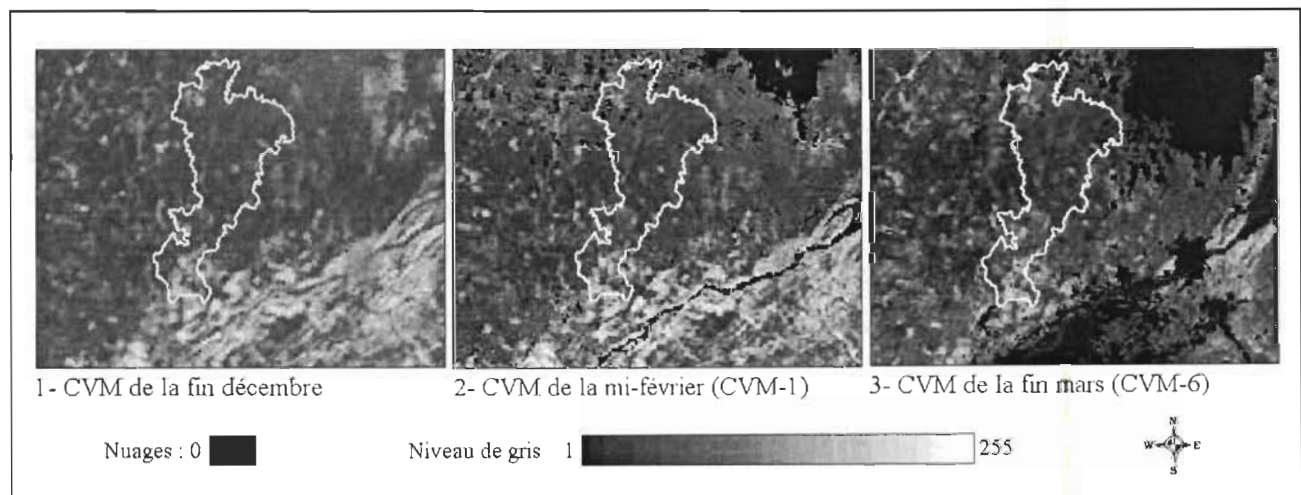 1- CVM de la fin décembre
2- CVM de la mi-février (CVM-1)
3- CVM de la fin mars (CVM-6)
Nuages : 0
Niveau de gris 1
255
N
W E
S